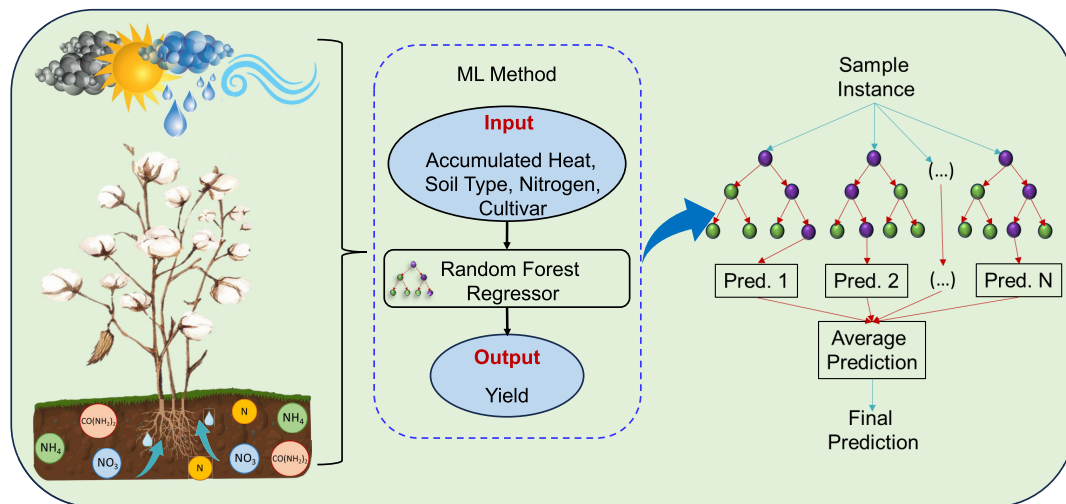 ML Method
Input
Accumulated Heat,
Soil Type, Nitrogen,
Cultivar
Random Forest
Regressor
Output
Yield
Sample
Instance
(...)
Pred. 1
Pred. 2
(...)
Pred. N
Average
Prediction
Final
Prediction
CO(NH₂)₂
N
NH₄
NH₄
NO₃
N
NO₃
CO(NH₂)₂